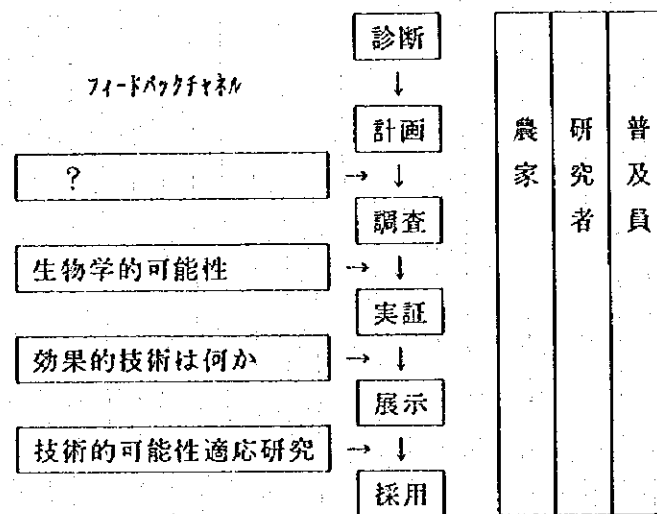 診断
フィードバックチャネル
↓
計画
?
→ ↓
調査
生物学的可能性
→ ↓
実証
効果的技術は何か
→ ↓
展示
技術的可能性適応研究
→ ↓
採用
農家
研究者
普及員